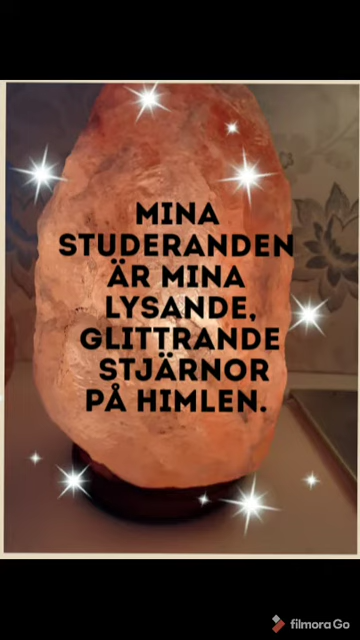 MINA
STUDERANDEN
ÄR MINA
LYSANDE,
GLITTRANDE
STJÄRNOR
PÅ HIMLEN.
filmora Go